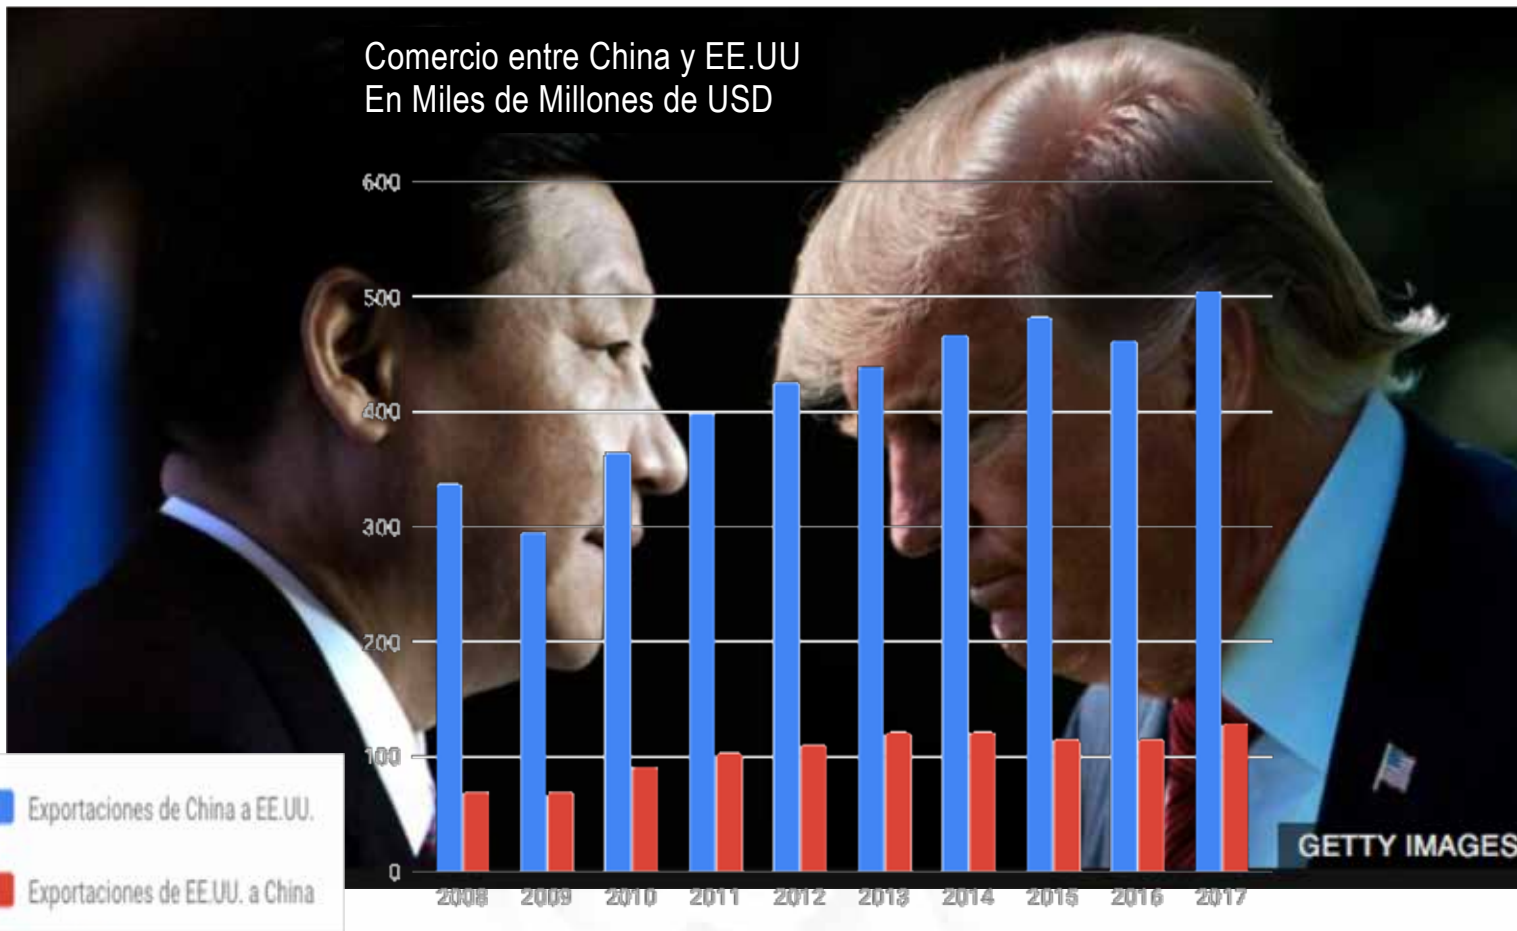 Comercio entre China y EE.UU
En Miles de Millones de USD
600
500
400
300
200
100
0
2008 2009 2010 2011 2012 2013 2014 2015 2016 2017
Exportaciones de China a EE.UU.
Exportaciones de EE.UU. a China
GETTY IMAGES